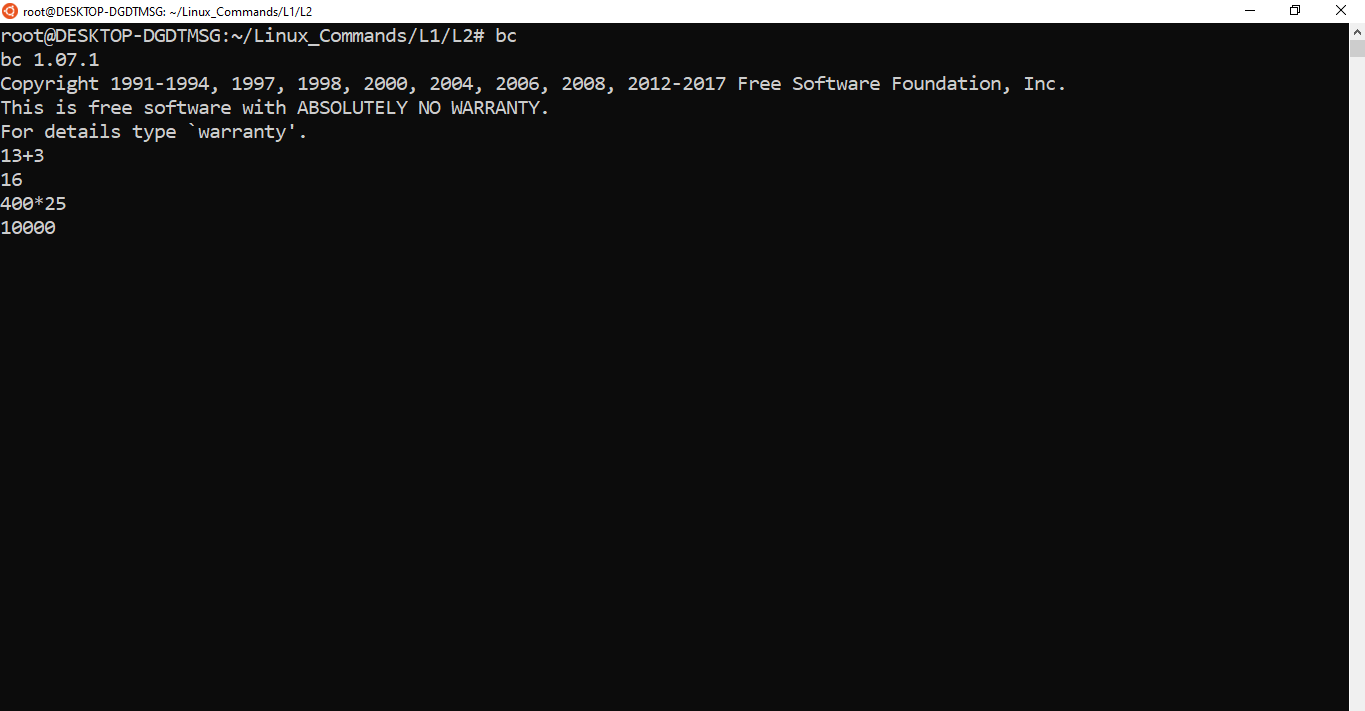 root@DESKTOP-DGDTMSG: ~/Linux_Commands/L1/L2
root@DESKTOP-DGDTMSG:~/Linux_Commands/L1/L2# bc
bc 1.07.1
Copyright 1991-1994, 1997, 1998, 2000, 2004, 2006, 2008, 2012-2017 Free Software Foundation, Inc.
This is free software with ABSOLUTELY NO WARRANTY.
For details type `warranty'.
13+3
16
400*25
10000